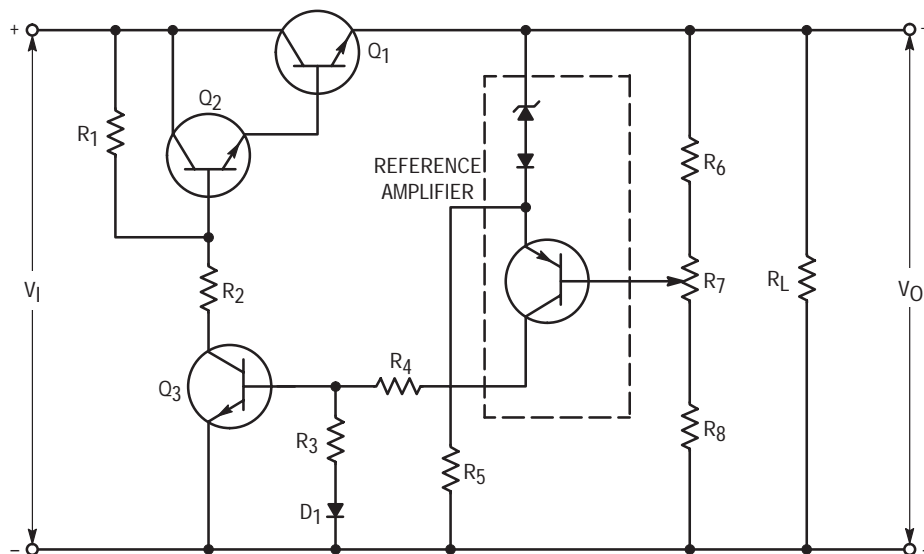 +
+
Q1
Q2
R1
REFERENCE
AMPLIFIER
R6
VI
R2
R7
RL
VO
Q3
R4
R3
R5
R8
D1
–